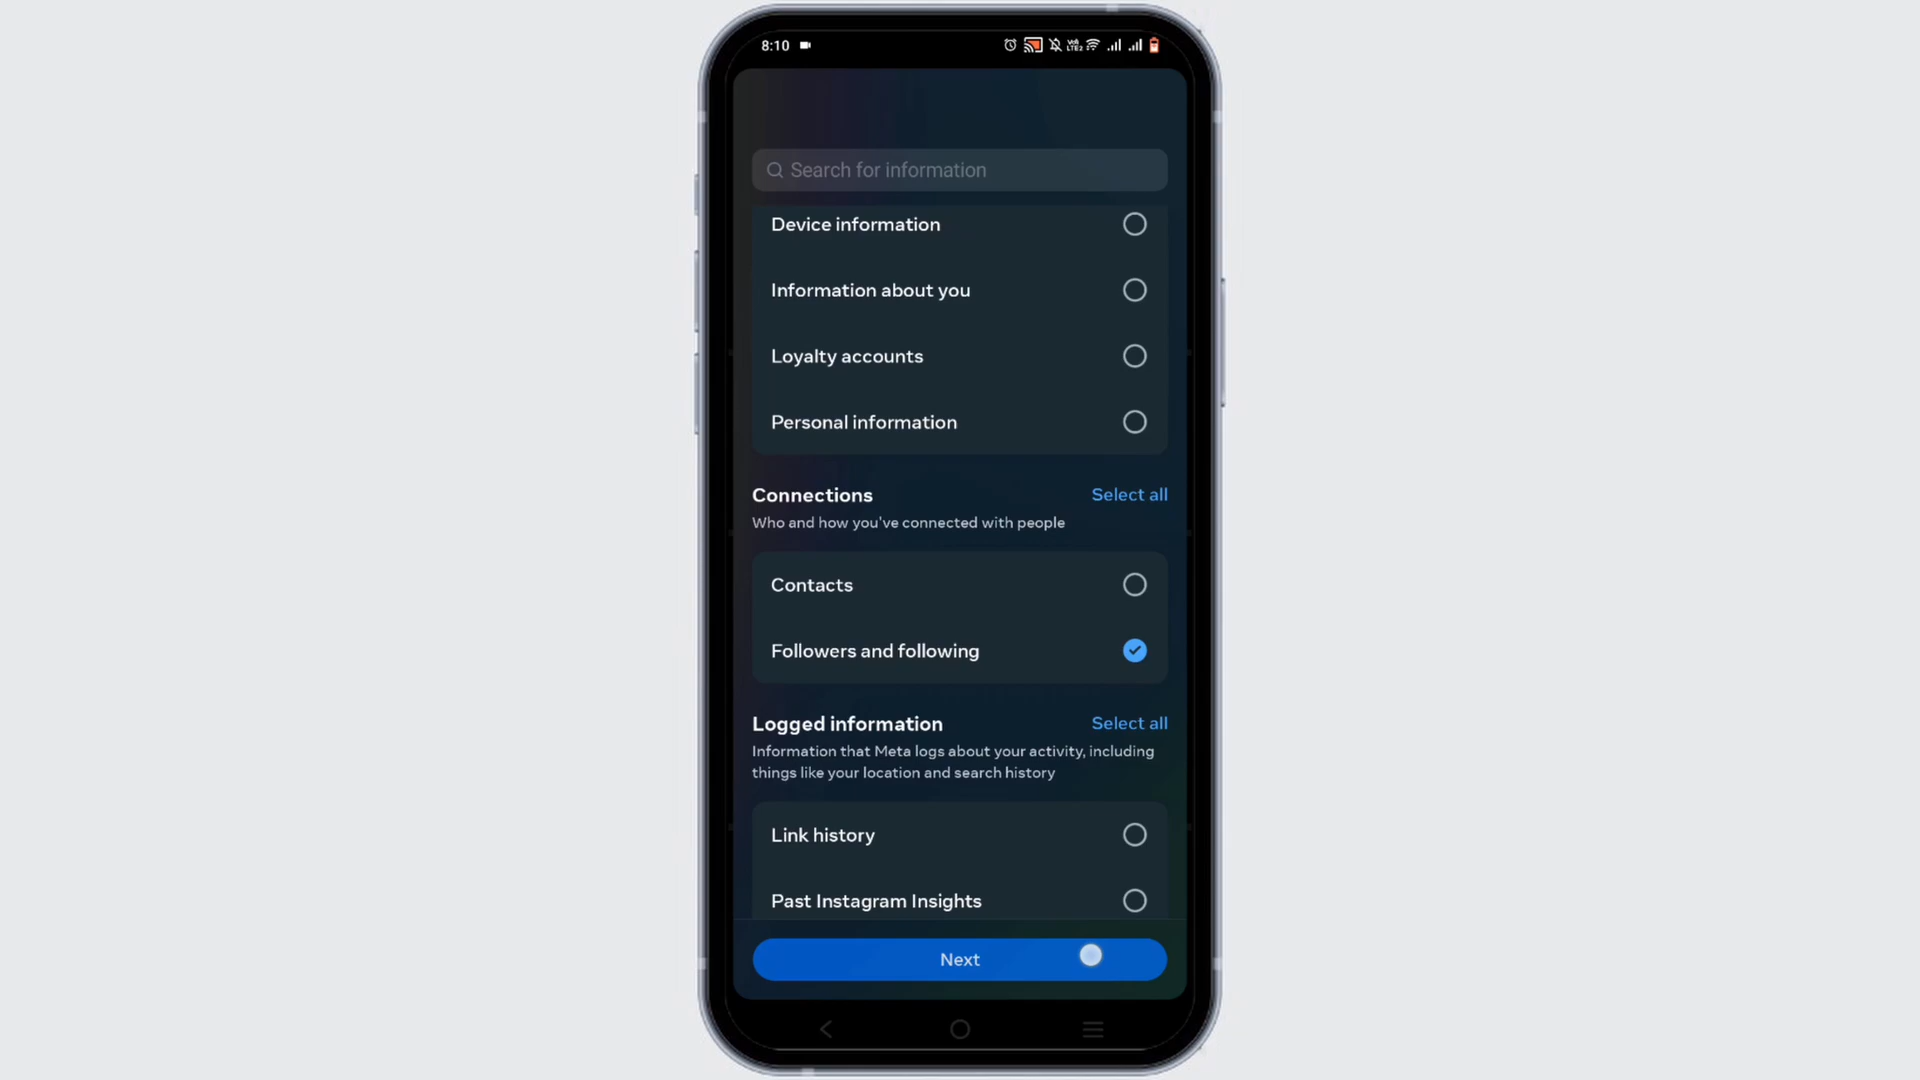 8:10
Vo)
LTE2
Search for information
Device information
Information about you
Loyalty accounts
Personal information
Connections
Select all
Who and how you've connected with people
Contacts
Followers and following
Logged information
Select all
Information that Meta logs about your activity, including
things like your location and search history
Link history
Past Instagram Insights
Next